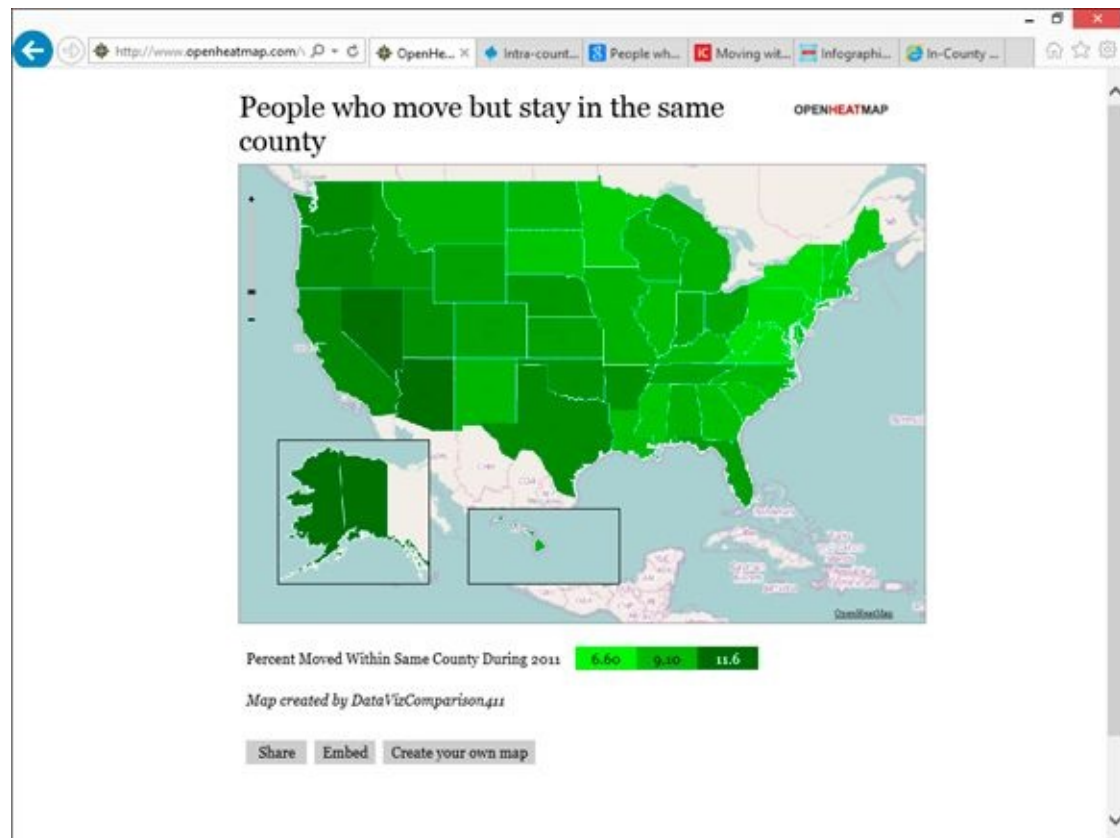 http://www.openheatmap.com/
OpenHe...
Intra-count...
People wh...
Moving wit...
Infographi...
In-County ...
People who move but stay in the same
county
OPENHEATMAP
OpenHeatMap
Percent Moved Within Same County During 2011
6.60
9.10
11.6
Map created by DataVizComparison411
Share
Embed
Create your own map